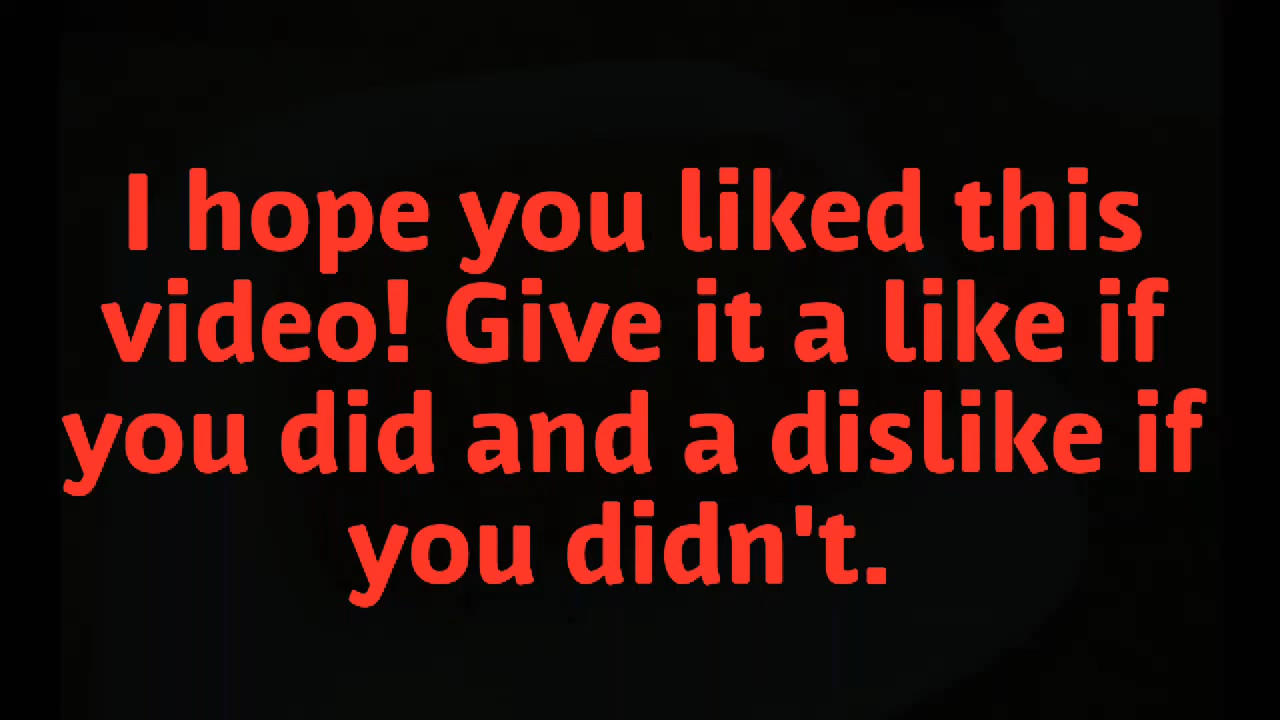 I hope you liked this
video! Give it a like if
you did and a dislike if
you didn't.